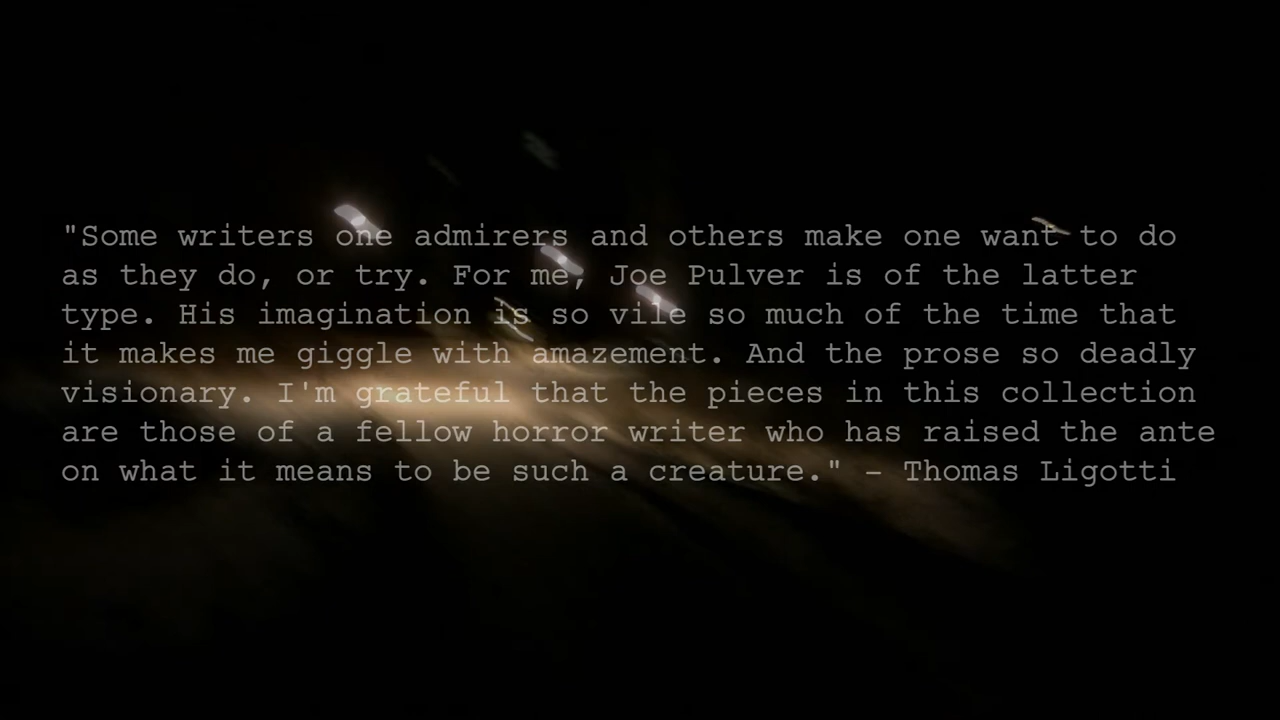 "Some writers one admirers and others make one want to do
as they do, or try. For me, Joe Pulver is of the latter
type. His imagination is so vile so much of the time that
it makes me giggle with amazement. And the prose so deadly
visionary. I'm grateful that the pieces in this collection
are those of a fellow horror writer who has raised the ante
on what it means to be such a creature." – Thomas Ligotti